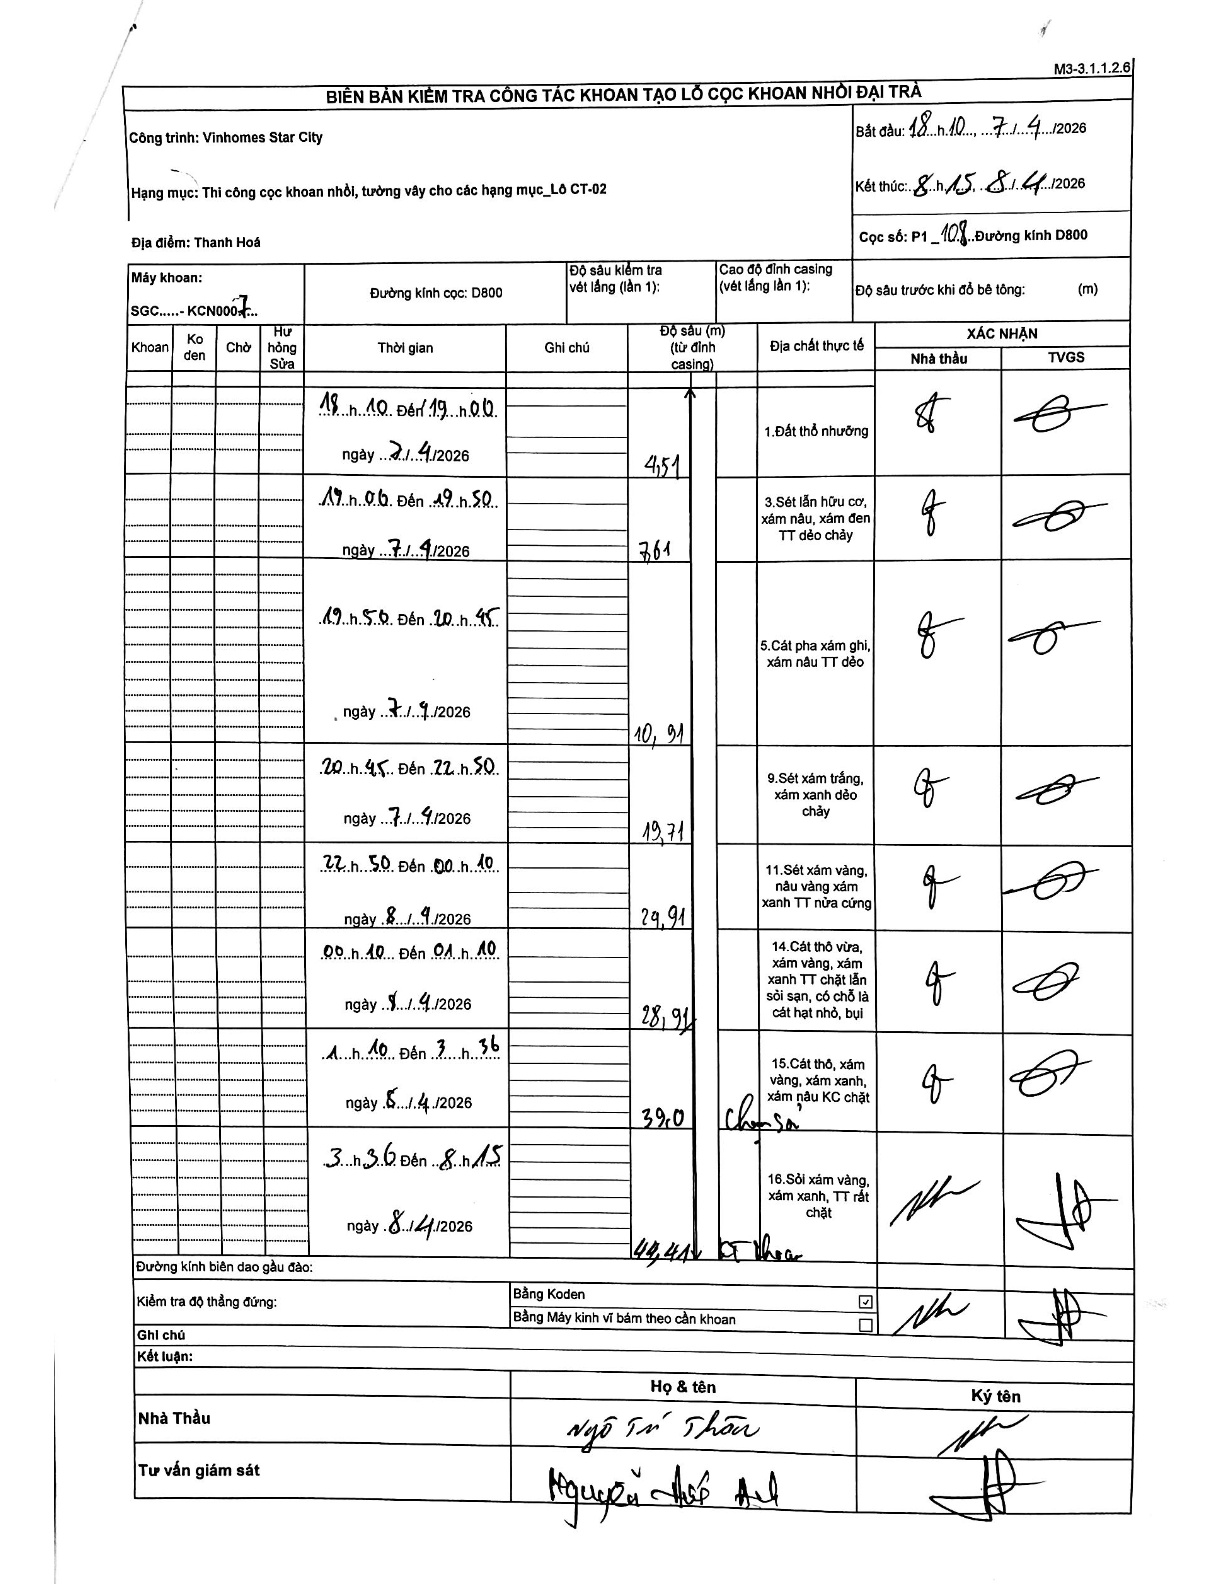 M3-3.1.1.2.6
BIÊN BẢN KIỂM TRA CÔNG TÁC KHOAN TẠO LỖ CỌC KHOAN NHỒI ĐẠI TRÀ
Công trình: Vinhomes Star City
Bắt đầu: 18..h.10..., ...7../..4.../2026
Hạng mục: Thi công cọc khoan nhồi, tường vây cho các hạng mục_Lô CT-02
Kết thúc:..8..h.15..., ..8../..4.../2026
Địa điểm: Thanh Hoá
Cọc số: P1_108..Đường kính D800
Máy khoan:
SGC.....- KCN0007...
Đường kính cọc: D800
Độ sâu kiểm tra
vét lắng (lần 1):
Cao độ đỉnh casing
(vét lắng lần 1):
Độ sâu trước khi đổ bê tông: (m)
Khoan
Ko
den
Chờ
Hư
hỏng
Sửa
Thời gian
Ghi chú
Độ sâu (m)
(từ đỉnh
casing)
Địa chất thực tế
XÁC NHẬN
Nhà thầu
TVGS
.18...h..10. Đến 19...h.00.
ngày ...7./..4./2026
4,51
1.Đất thổ nhưỡng
.19..h.00. Đến .19..h.50..
ngày ...7./...4./2026
7,61
3.Sét lẫn hữu cơ,
xám nâu, xám đen
TT dẻo chảy
.19..h.50. Đến .20..h..45.
ngày ...7./..4./2026
10,91
5.Cát pha xám ghi,
xám nâu TT dẻo
.20..h.45.. Đến .22.h.50.
ngày ...7./...4./2026
19,71
9.Sét xám trắng,
xám xanh dẻo
chảy
.22..h...50. Đến .00..h..10..
ngày .8.../..4./2026
24,91
11.Sét xám vàng,
nâu vàng xám
xanh TT nửa cứng
.00..h..10... Đến .01..h..10.
ngày ..8.../..4./2026
28,91
14.Cát thô vừa,
xám vàng, xám
xanh TT chặt lẫn
sỏi sạn, có chỗ là
cát hạt nhỏ, bụi
.1...h..10. Đến ..3....h..36
ngày .8.../.4./2026
39,0
15.Cát thô, xám
vàng, xám xanh,
xám nâu KC chặt
Chạm sỏi
.3...h.36 Đến ..8..h.15
ngày .8../4./2026
44,41
16.Sỏi xám vàng,
xám xanh, TT rất
chặt
KT khoan
Đường kính biên dao gầu đào:
Kiểm tra độ thẳng đứng:
Bằng Koden ☑
Bằng Máy kinh vĩ bám theo cần khoan ☐
Ghi chú
Kết luận:
Họ & tên
Ký tên
Nhà Thầu
Ngô Trí Thân
Tư vấn giám sát
Nguyễn